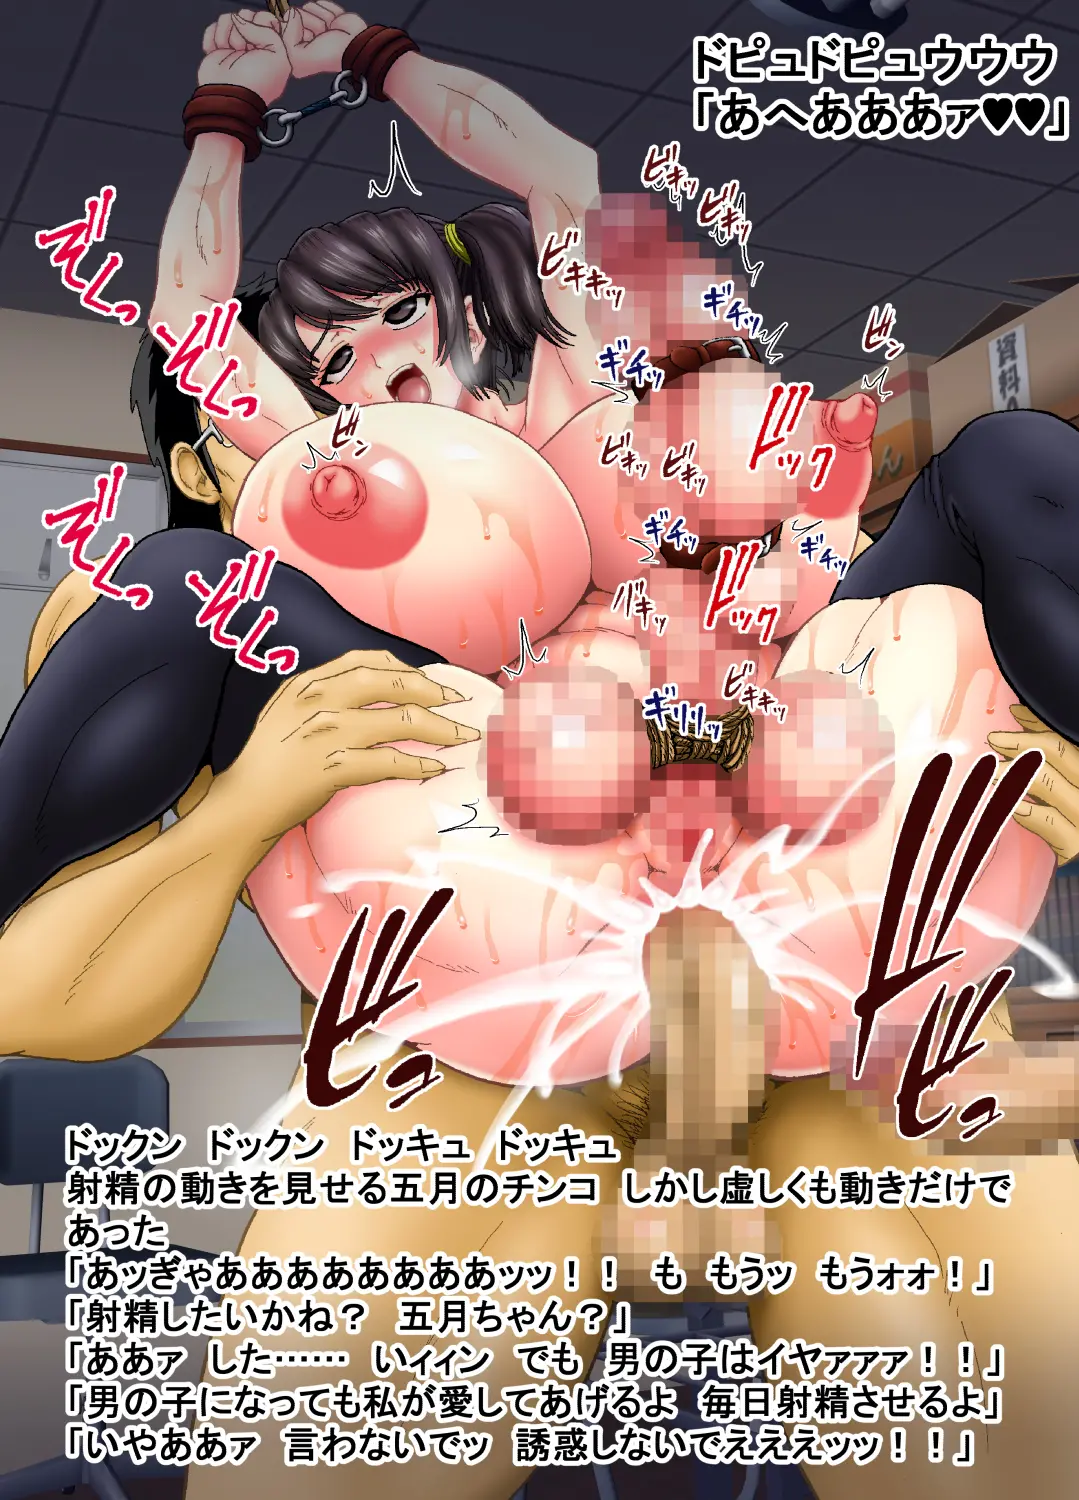 ドピュドピュウウウ
「あへあああァ♥♥」
ビキッ
ビキッ
ビキキッ
ギチッ
ギチッ
ビン
ぞくっ
ぞくっ
資料
ん
ビン
ビキッ
ビキッ
ドックッ
ぞくっ
ぞくっ
ギチッ
ギチッ
バキッ
ドックッ
ビキキッ
ギリリッ
ビュ
ビュ
ドックン ドックン ドッキュ ドッキュ
射精の動きを見せる五月のチンコ しかし虚しくも動きだけで
あった
「あッぎゃああああああああッッ！！ も もうッ もうォォ！」
「射精したいかね？ 五月ちゃん？」
「ああァ した…… いィィン でも 男の子はイヤァァァ！！」
「男の子になっても私が愛してあげるよ 毎日射精させるよ」
「いやああァ 言わないでッ 誘惑しないでえええッッ！！」